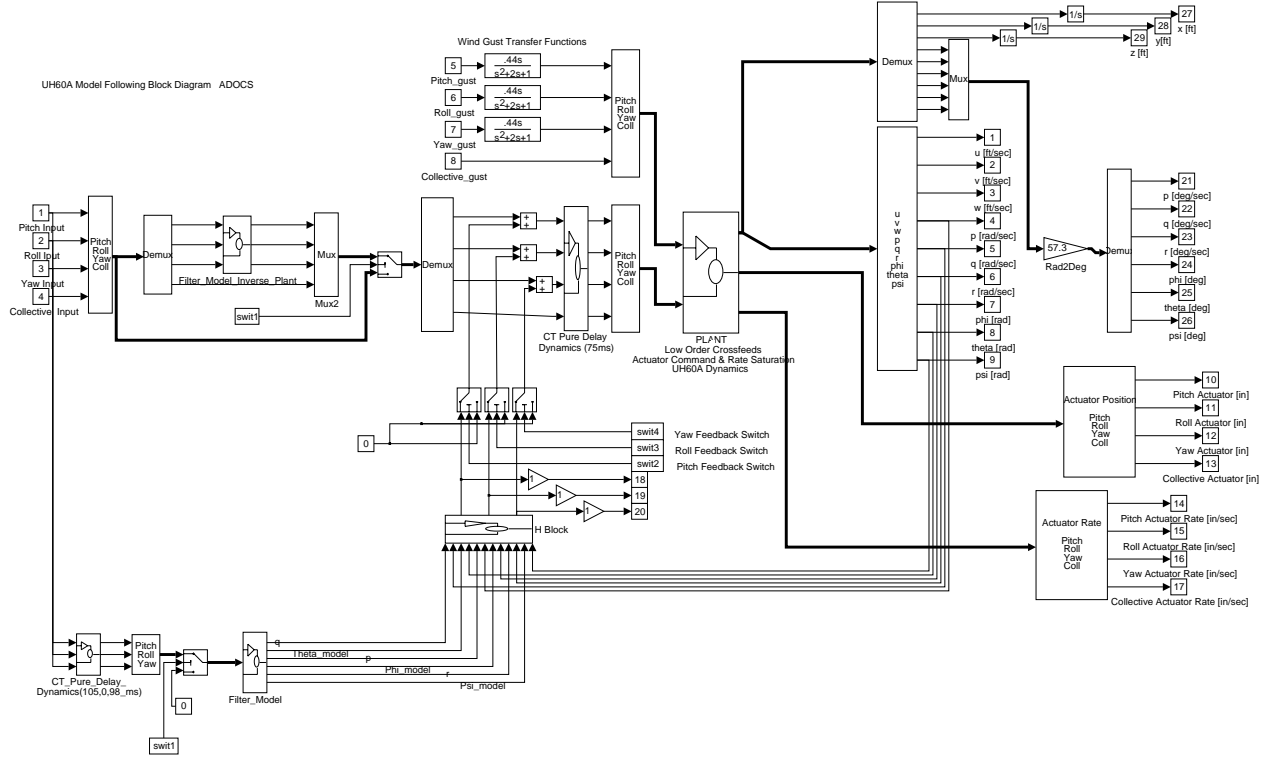 UH60A Model Following Block Diagram   ADOCS
Wind Gust Transfer Functions
5
Pitch_gust
.44s
s2+2s+1
6
Roll_gust
.44s
s2+2s+1
7
Yaw_gust
.44s
s2+2s+1
8
Collective_gust
Pitch
Roll
Yaw
Coll
1
Pitch Input
2
Roll Iput
3
Yaw Input
4
Collective_Input
Pitch
Roll
Yaw
Coll
Demux
Filter_Model_Inverse_Plant
Mux
Mux2
swit1
Demux
+
+
+
+
+
+
CT Pure Delay
Dynamics (75ms)
Pitch
Roll
Yaw
Coll
PLANT
Low Order Crossfeeds
Actuator Command & Rate Saturation
UH60A Dynamics
Demux
Mux
1/s
27
x [ft]
1/s
28
y[ft]
1/s
29
z [ft]
u
v
w
p
q
r
phi
theta
psi
1
u [ft/sec]
2
v [ft/sec]
3
w [ft/sec]
4
p [rad/sec]
5
q [rad/sec]
6
r [rad/sec]
7
phi [rad]
8
theta [rad]
9
psi [rad]
57.3
Rad2Deg
Demux
21
p [deg/sec]
22
q [deg/sec]
23
r [deg/sec]
24
phi [deg]
25
theta [deg]
26
psi [deg]
Actuator Position
Pitch
Roll
Yaw
Coll
10
Pitch Actuator [in]
11
Roll Actuator [in]
12
Yaw Actuator [in]
13
Collective Actuator [in]
Actuator Rate
Pitch
Roll
Yaw
Coll
14
Pitch Actuator Rate [in/sec]
15
Roll Actuator Rate [in/sec]
16
Yaw Actuator Rate [in/sec]
17
Collective Actuator Rate [in/sec]
0
swit4
Yaw Feedback Switch
swit3
Roll Feedback Switch
swit2
Pitch Feedback Switch
1
18
1
19
1
20
H Block
CT_Pure_Delay_
Dynamics(105,0,98_ms)
Pitch
Roll
Yaw
0
swit1
Filter_Model
q
Theta_model
p
Phi_model
r
Psi_model